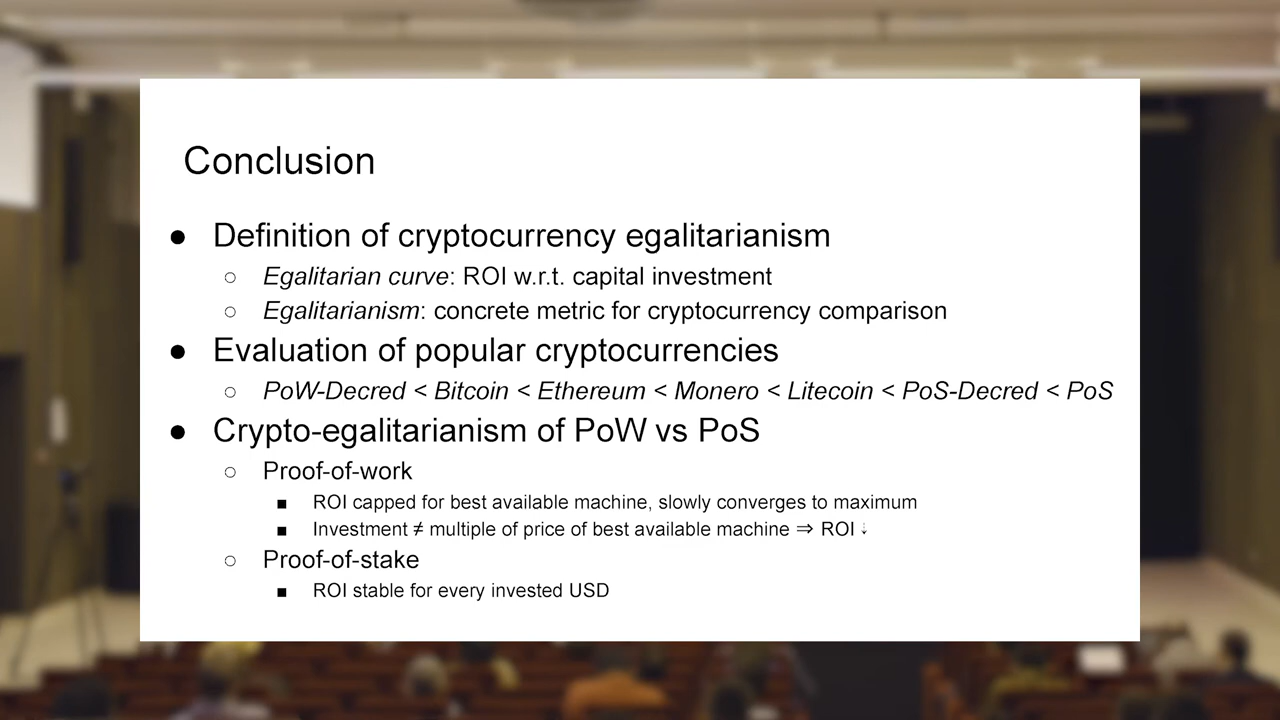 Conclusion
● Definition of cryptocurrency egalitarianism
○ Egalitarian curve: ROI w.r.t. capital investment
○ Egalitarianism: concrete metric for cryptocurrency comparison
● Evaluation of popular cryptocurrencies
○ PoW-Decred < Bitcoin < Ethereum < Monero < Litecoin < PoS-Decred < PoS
● Crypto-egalitarianism of PoW vs PoS
○ Proof-of-work
■ ROI capped for best available machine, slowly converges to maximum
■ Investment ≠ multiple of price of best available machine ⇒ ROI ↓
○ Proof-of-stake
■ ROI stable for every invested USD